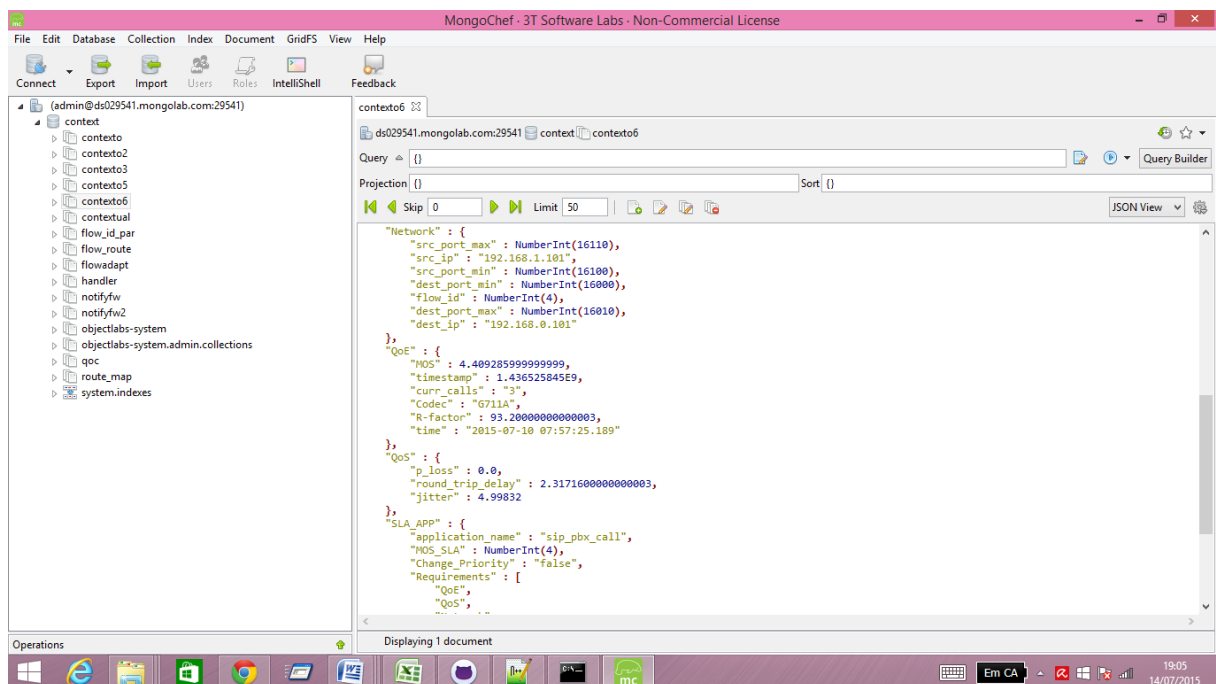 MongoChef - 3T Software Labs - Non-Commercial License
File Edit Database Collection Index Document GridFS View Help
Connect Export Import Users Roles IntelliShell Feedback
(admin@ds029541.mongolab.com:29541)
context
contexto
contexto2
contexto3
contexto5
contexto6
contextual
flow_id_par
flow_route
flowadapt
handler
notifyfw
notifyfw2
objectlabs-system
objectlabs-system.admin.collections
qoc
route_map
system.indexes
Operations
contexto6
ds029541.mongolab.com:29541 context contexto6
Query {} Query Builder
Projection {} Sort {}
Skip 0 Limit 50 JSON View
"Network" : {
"src_port_max" : NumberInt(16110),
"src_ip" : "192.168.1.101",
"src_port_min" : NumberInt(16100),
"dest_port_min" : NumberInt(16000),
"flow_id" : NumberInt(4),
"dest_port_max" : NumberInt(16010),
"dest_ip" : "192.168.0.101"
},
"QoE" : {
"MOS" : 4.409285999999999,
"timestamp" : 1.436525845E9,
"curr_calls" : "3",
"Codec" : "G711A",
"R-factor" : 93.20000000000003,
"time" : "2015-07-10 07:57:25.189"
},
"QoS" : {
"p_loss" : 0.0,
"round_trip_delay" : 2.3171600000000003,
"jitter" : 4.99832
},
"SLA_APP" : {
"application_name" : "sip_pbx_call",
"MOS_SLA" : NumberInt(4),
"Change_Priority" : "false",
"Requirements" : [
"QoE",
"QoS",
Displaying 1 document
Em CA 19:05
14/07/2015